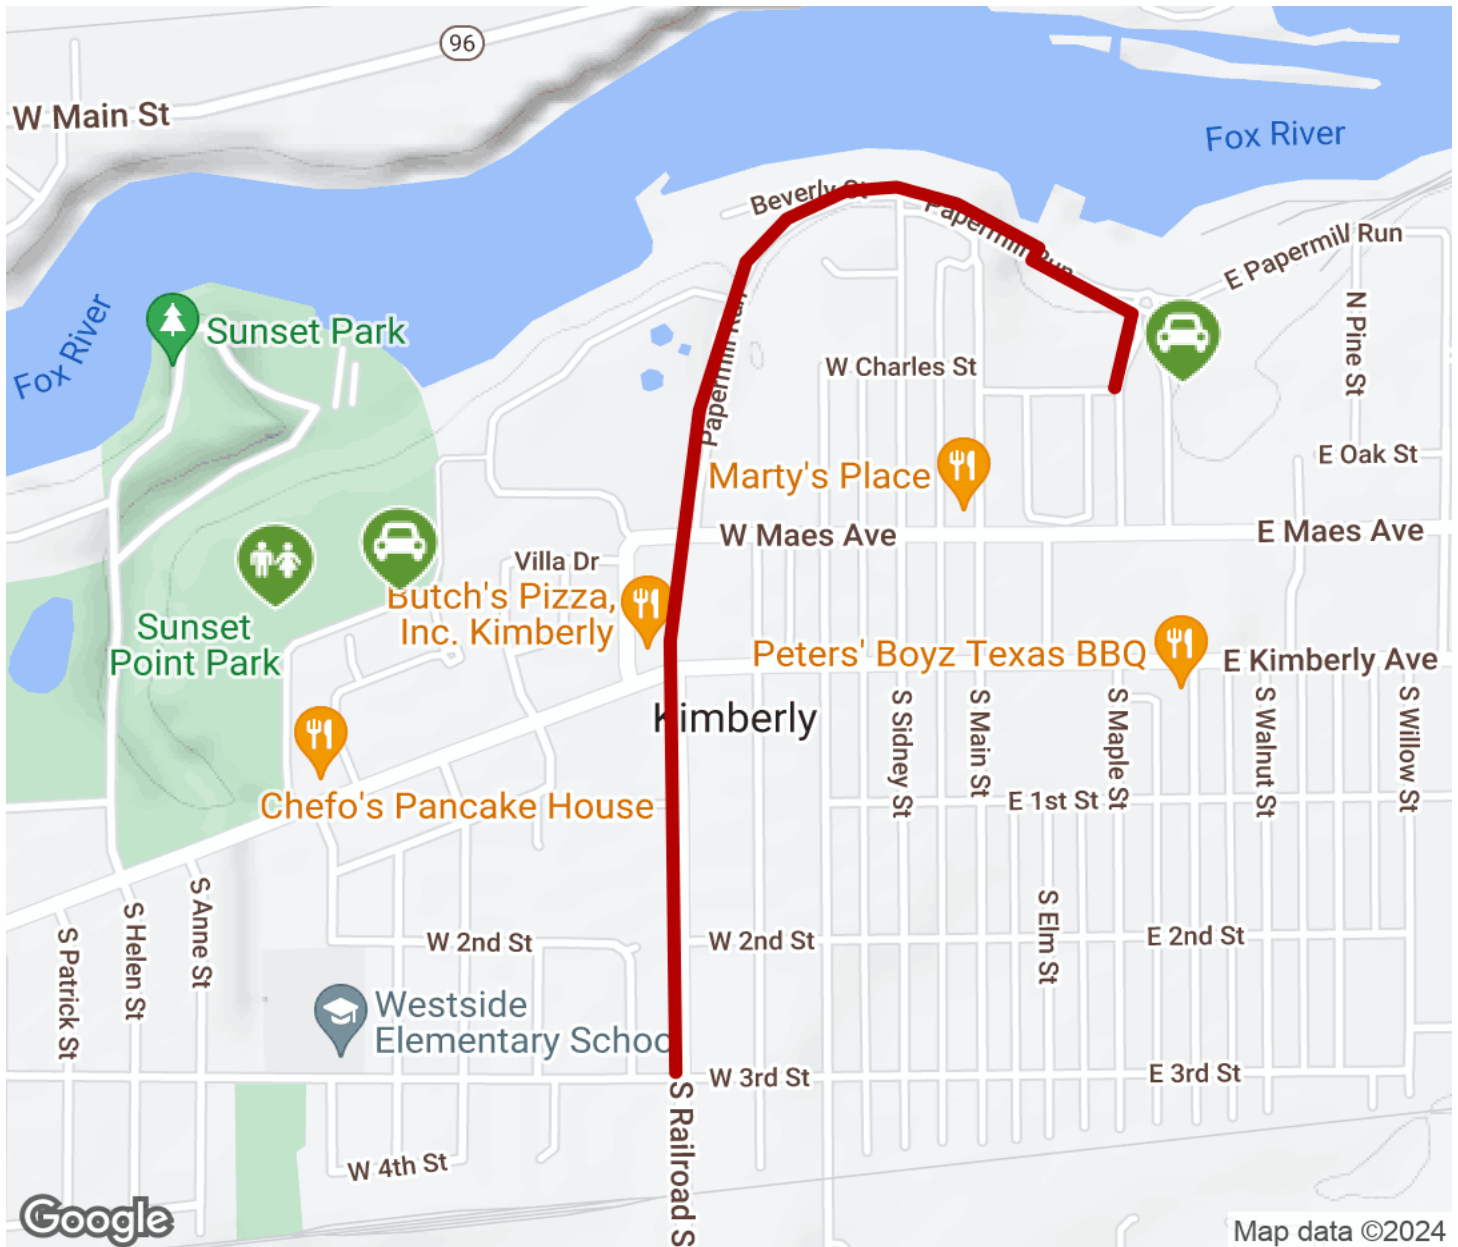 96
W Main St
Fox River
Beverly St
Papermill Run
E Papermill Run
Fox River
Sunset Park
N Pine St
Papermill Run
W Charles St
E Oak St
Marty's Place
W Maes Ave
E Maes Ave
Villa Dr
Butch's Pizza,
Inc. Kimberly
Sunset
Point Park
Peters' Boyz Texas BBQ
E Kimberly Ave
Kimberly
S Sidney St
S Main St
S Maple St
S Walnut St
S Willow St
Chefo's Pancake House
E 1st St
S Patrick St
S Helen St
S Anne St
S Elm St
W 2nd St
W 2nd St
E 2nd St
Westside
Elementary Schoo
W 3rd St
E 3rd St
S Railroad S
W 4th St
Google
Map data ©2024